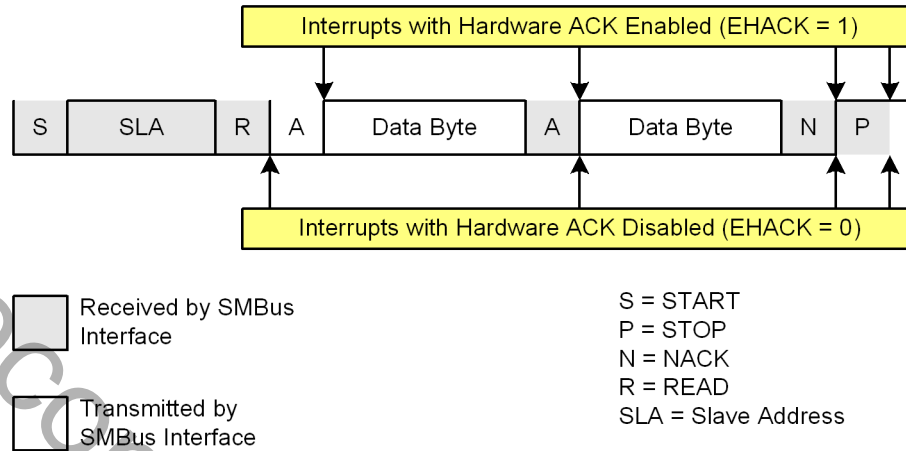 Interrupts with Hardware ACK Enabled (EHACK = 1)
S SLA R A Data Byte A Data Byte N P
Interrupts with Hardware ACK Disabled (EHACK = 0)
Received by SMBus
Interface
Transmitted by
SMBus Interface
S = START
P = STOP
N = NACK
R = READ
SLA = Slave Address